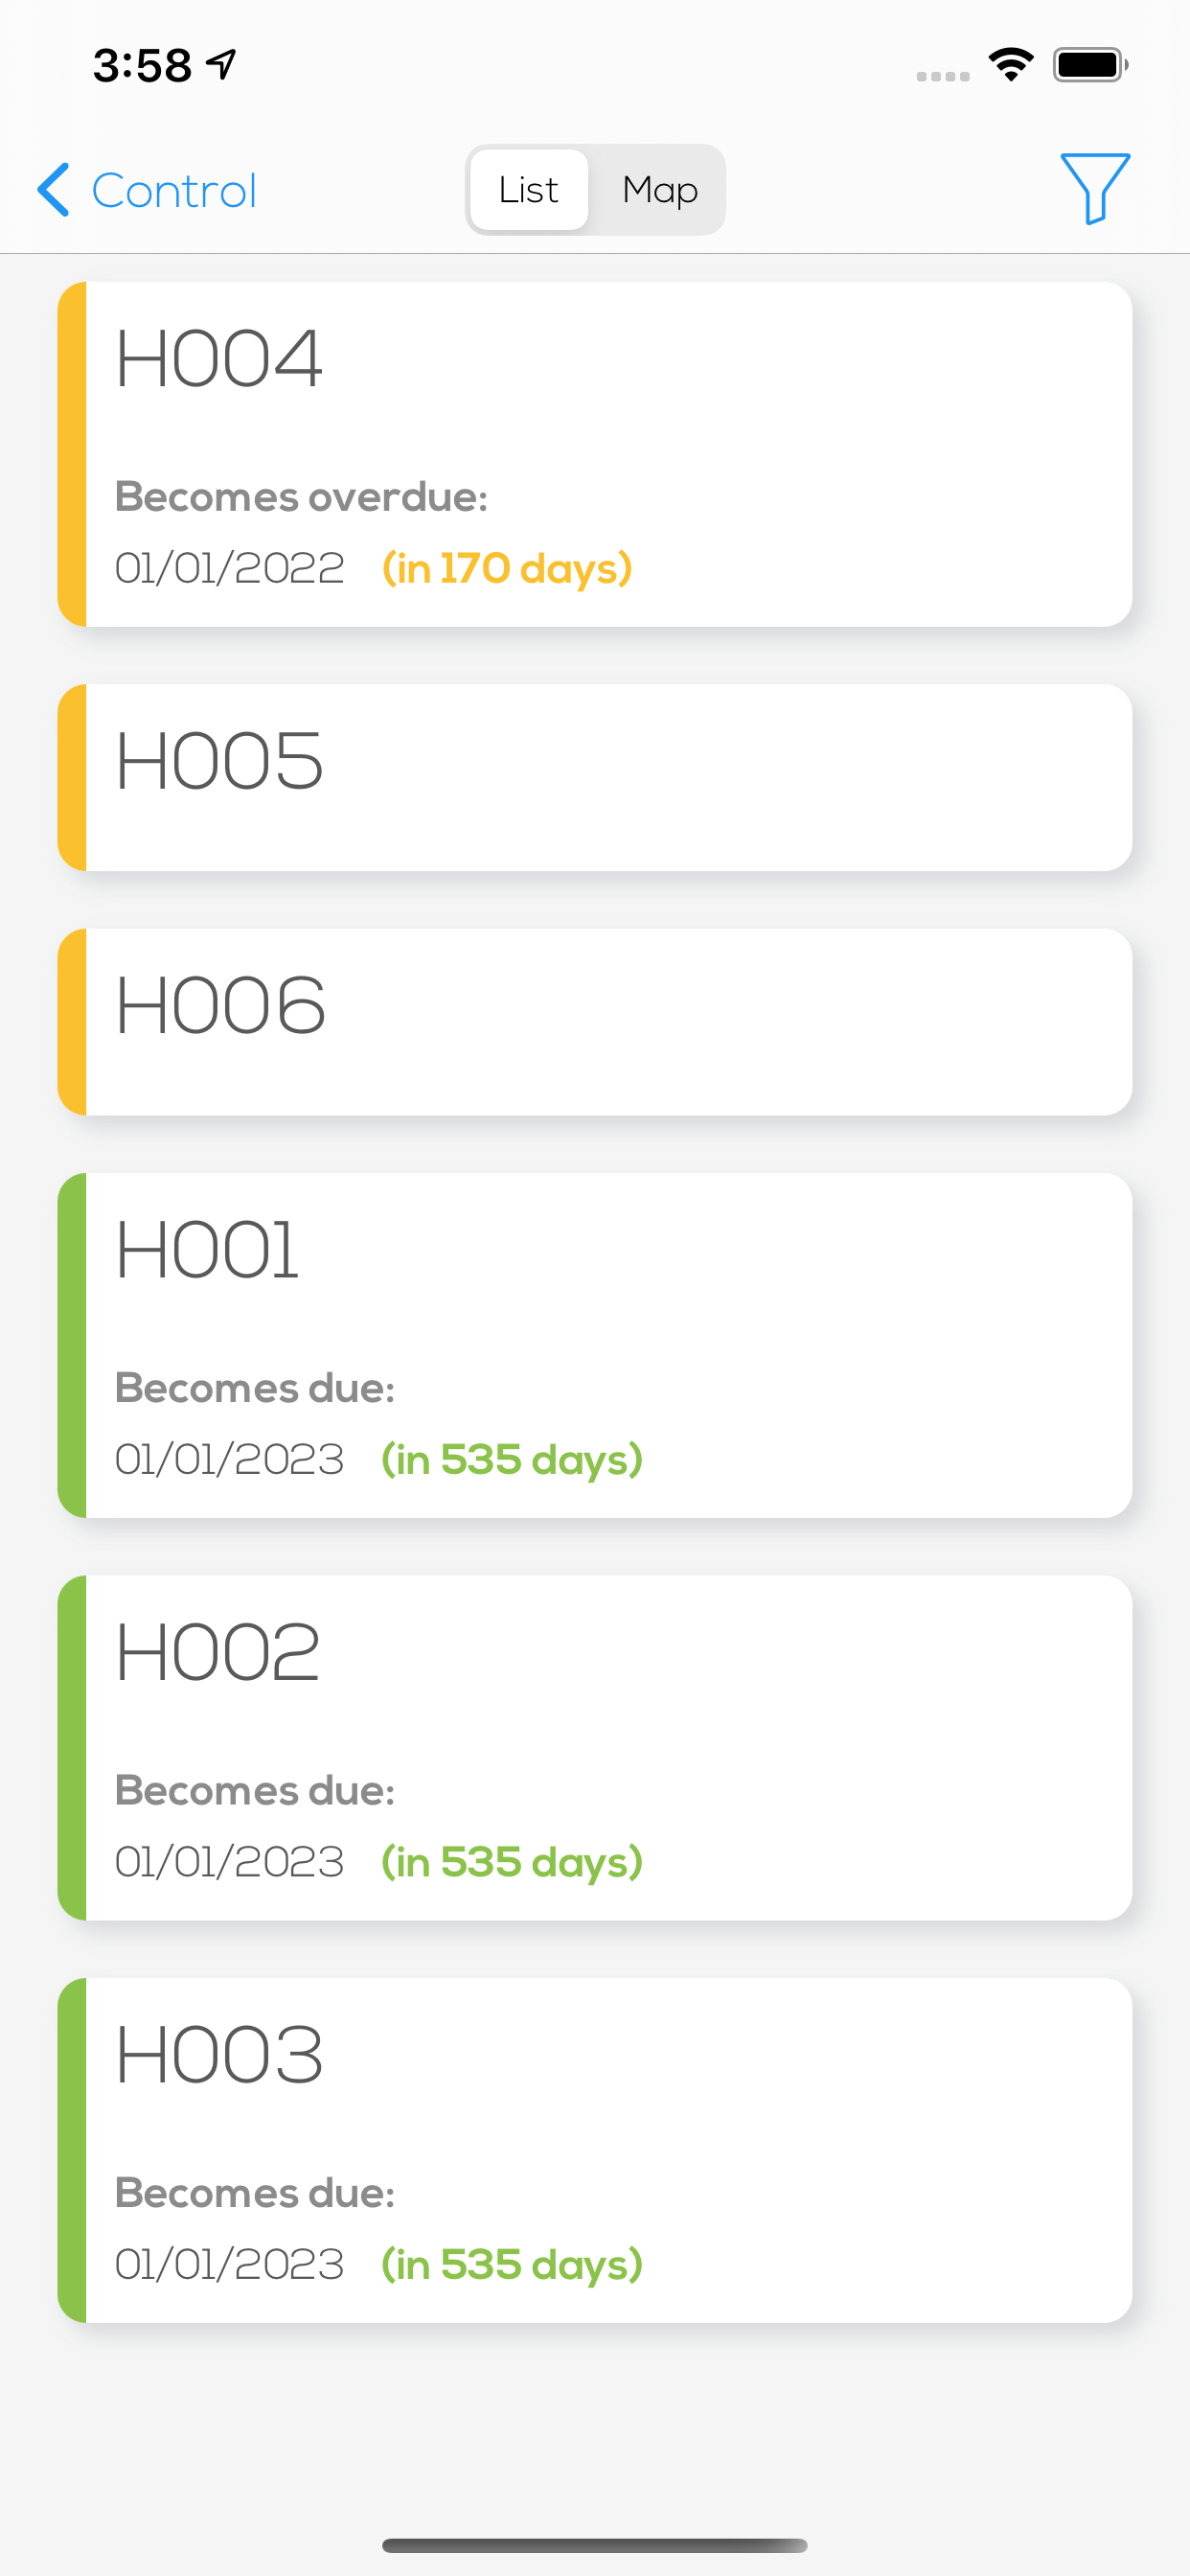 3:58
Control
List
Map
H004
Becomes overdue:
01/01/2022 (in 170 days)
H005
H006
H001
Becomes due:
01/01/2023 (in 535 days)
H002
Becomes due:
01/01/2023 (in 535 days)
H003
Becomes due:
01/01/2023 (in 535 days)